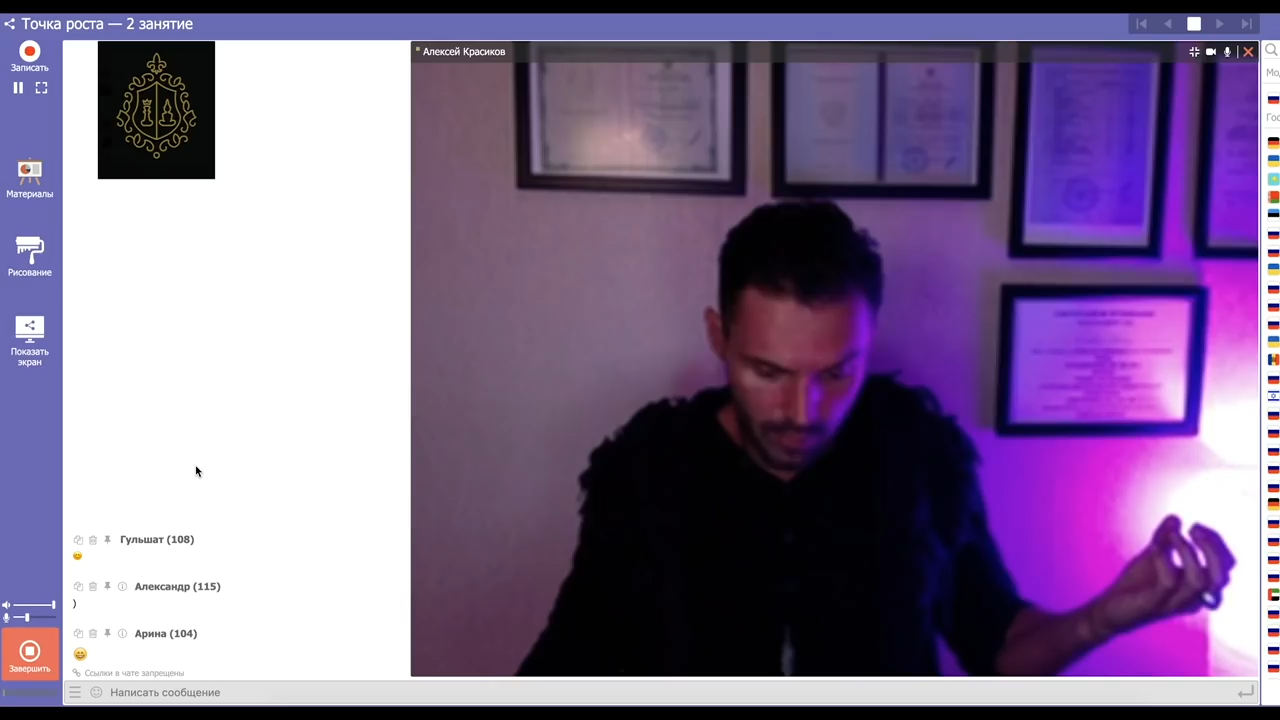 Точка роста — 2 занятие
Записать
Материалы
Рисование
Показать
экран
Завершить
Алексей Красиков
Гульшат (108)
Александр (115)
)
Арина (104)
Ссылки в чате запрещены
Написать сообщение